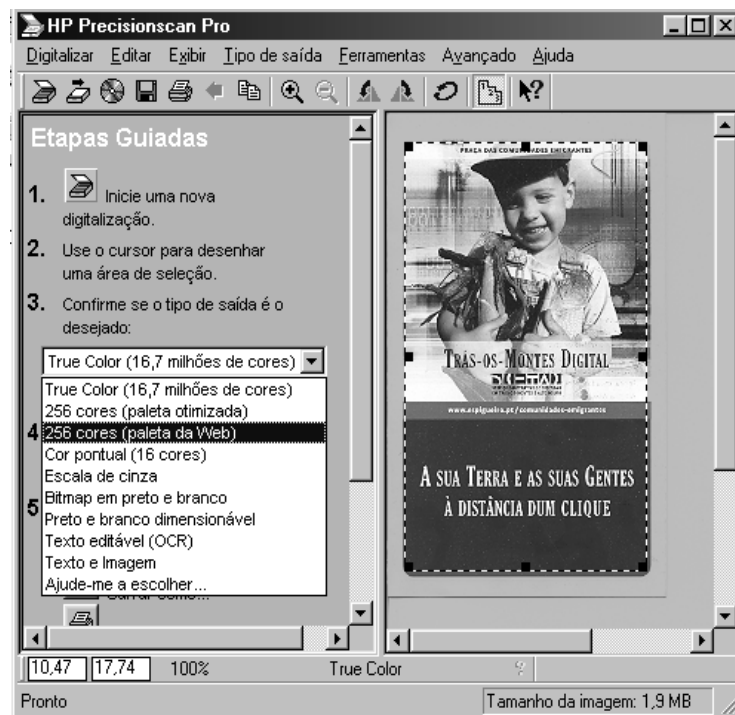 HP Precisionscan Pro
Digitalizar Editar Exibir Tipo de saída Ferramentas Avançado Ajuda
Etapas Guiadas
1. Inicie uma nova
digitalização.
2. Use o cursor para desenhar
uma área de seleção.
3. Confirme se o tipo de saída é o
desejado:
True Color (16,7 milhões de cores)
True Color (16,7 milhões de cores)
256 cores (paleta otimizada)
4 256 cores (paleta da Web)
Cor pontual (16 cores)
Escala de cinza
Bitmap em preto e branco
5 Preto e branco dimensionável
Texto editável (OCR)
Texto e Imagem
Ajude-me a escolher...
PRAÇA DAS COMUNIDADES EMIGRANTES
TRÁS-OS-MONTES DIGITAL
www.espigueira.pt/comunidades-emigrantes
A SUA TERRA E AS SUAS GENTES
À DISTÂNCIA DUM CLIQUE
10,47 17,74 100% True Color
Pronto
Tamanho da imagem: 1,9 MB